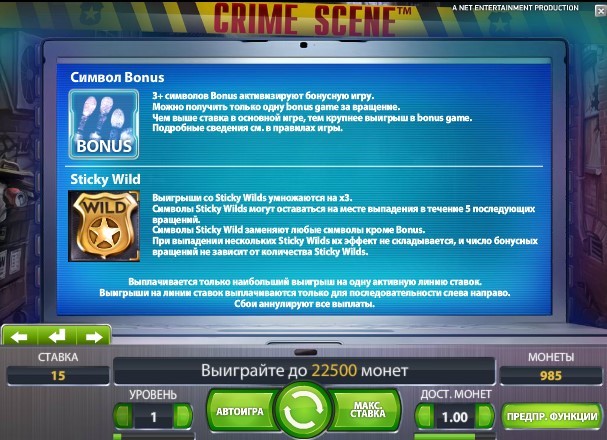 CRIME SCENE™
A NET ENTERTAINMENT PRODUCTION
Символ Bonus
3+ символов Bonus активизируют бонусную игру.
Можно получить только одну bonus game за вращение.
Чем выше ставка в основной игре, тем крупнее выигрыш в bonus game.
Подробные сведения см. в правилах игры.
BONUS
Sticky Wild
WILD
Выигрыши со Sticky Wilds умножаются на x3.
Символы Sticky Wilds могут оставаться на месте выпадения в течение 5 последующих
вращений.
Символы Sticky Wild заменяют любые символы кроме Bonus.
При выпадении нескольких Sticky Wilds их эффект не складывается, и число бонусных
вращений не зависит от количества Sticky Wilds.
Выплачивается только наибольший выигрыш на одну активную линию ставок.
Выигрыши на линии ставок выплачиваются только для последовательности слева направо.
Сбои аннулируют все выплаты.
СТАВКА
15
Выиграйте до 22500 монет
МОНЕТЫ
985
УРОВЕНЬ
1
АВТОИГРА
МАКС.
СТАВКА
ДОСТ. МОНЕТ
1.00
ПРЕДПР. ФУНКЦИИ